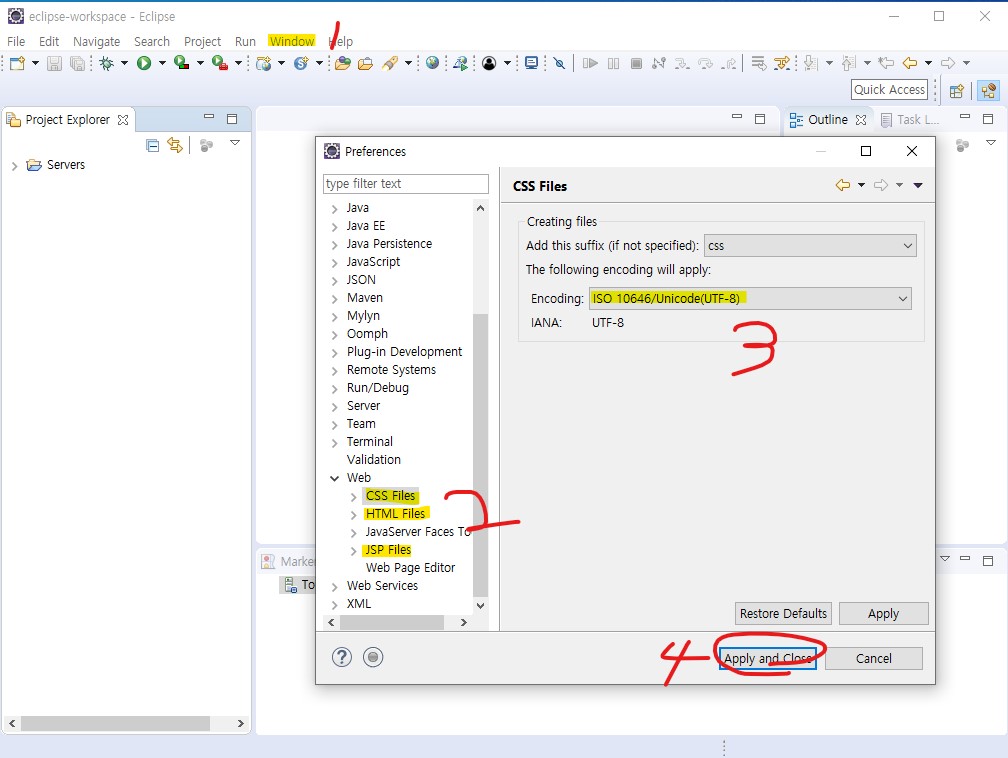 eclipse-workspace - Eclipse
File Edit Navigate Search Project Run Window Help
1
Quick Access
Project Explorer
Outline
Task L...
Servers
Preferences
type filter text
Java
Java EE
Java Persistence
JavaScript
JSON
Maven
Mylyn
Oomph
Plug-in Development
Remote Systems
Run/Debug
Server
Team
Terminal
Validation
Web
CSS Files
HTML Files
JavaServer Faces To
JSP Files
Web Page Editor
Web Services
XML
2
CSS Files
Creating files
Add this suffix (if not specified): css
The following encoding will apply:
Encoding: ISO 10646/Unicode(UTF-8)
IANA: UTF-8
3
Restore Defaults Apply
4 Apply and Close Cancel
Marke
To